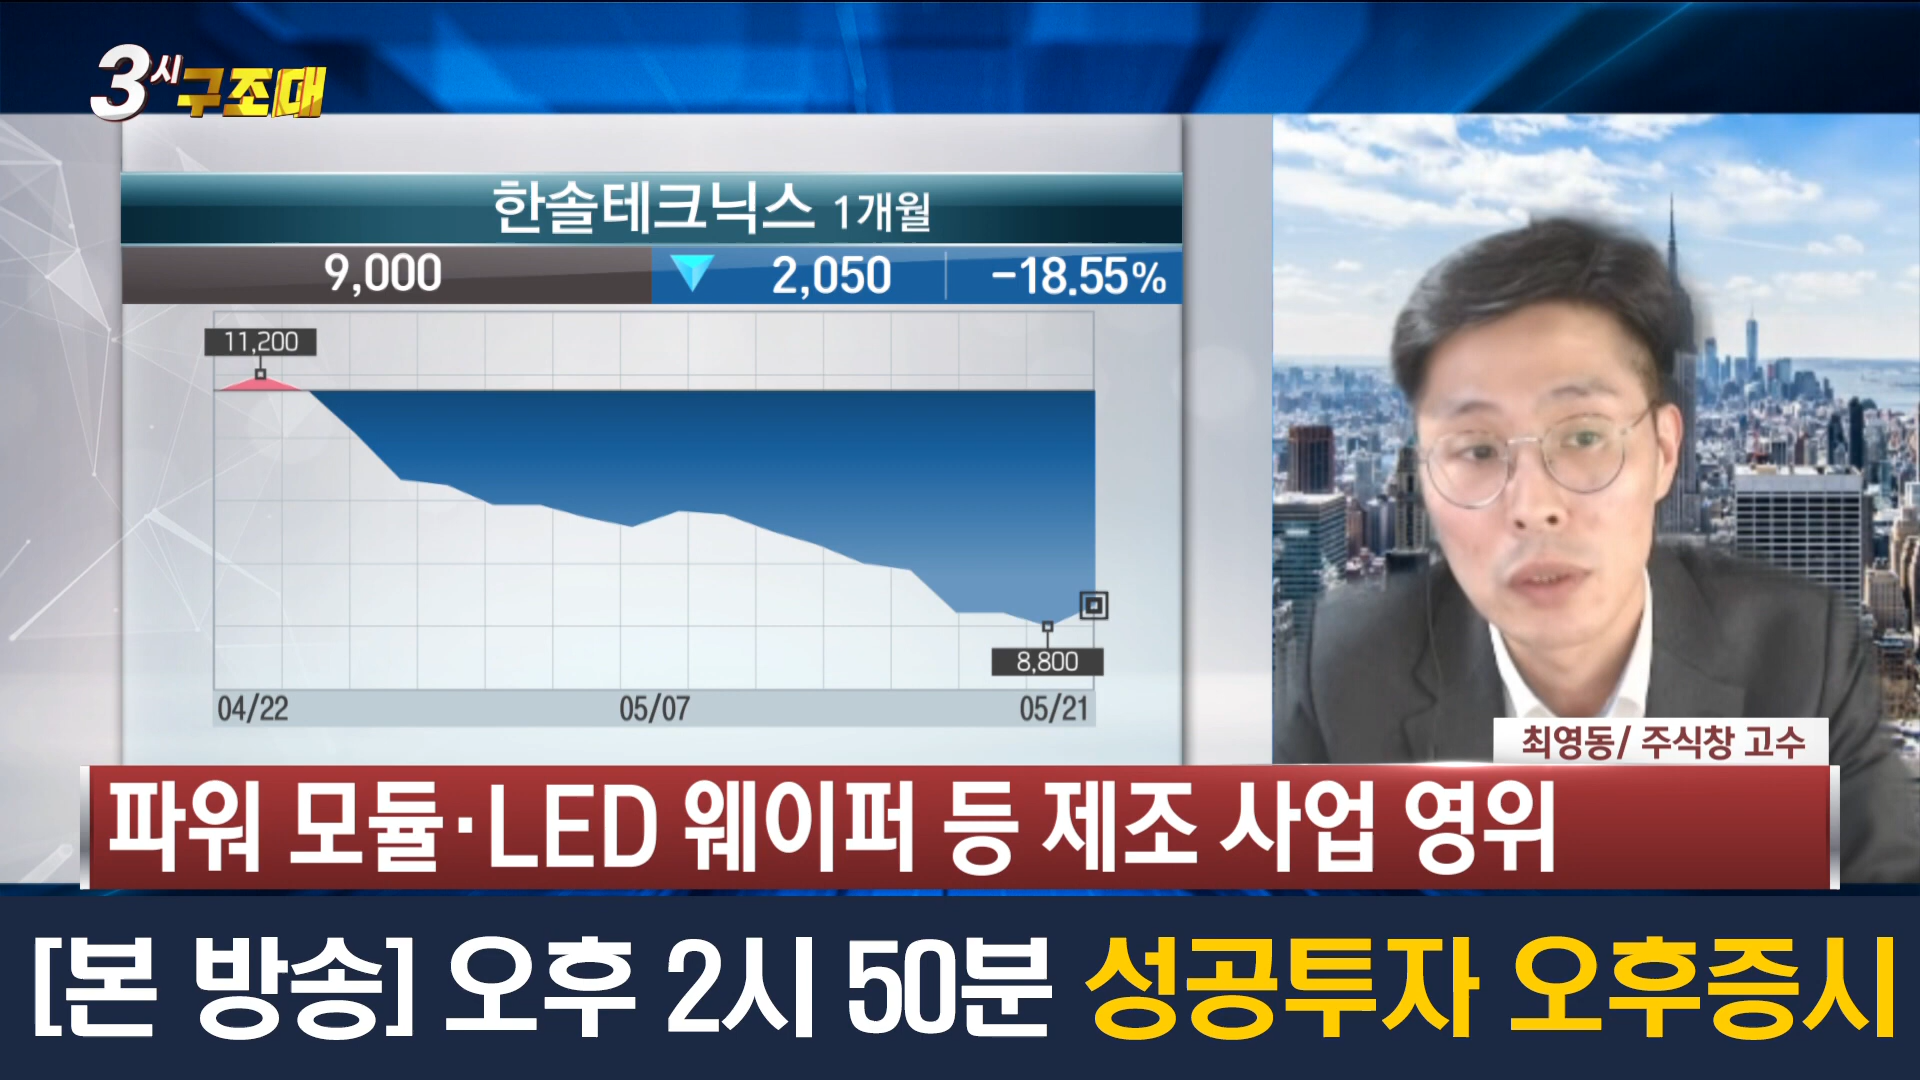 3시 구조대
한솔테크닉스 1개월
9,000 ▼ 2,050 -18.55%
11,200
8,800
04/22 05/07 05/21
최영동/ 주식창 고수
파워 모듈·LED 웨이퍼 등 제조 사업 영위
[본 방송] 오후 2시 50분 성공투자 오후증시